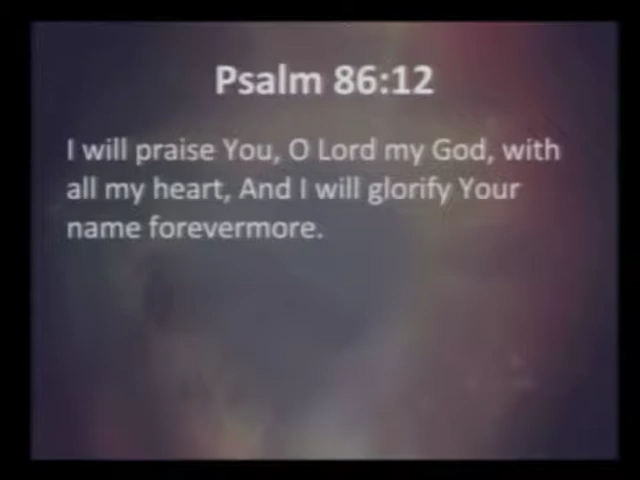 Psalm 86:12
I will praise You, O Lord my God, with
all my heart, And I will glorify Your
name forevermore.